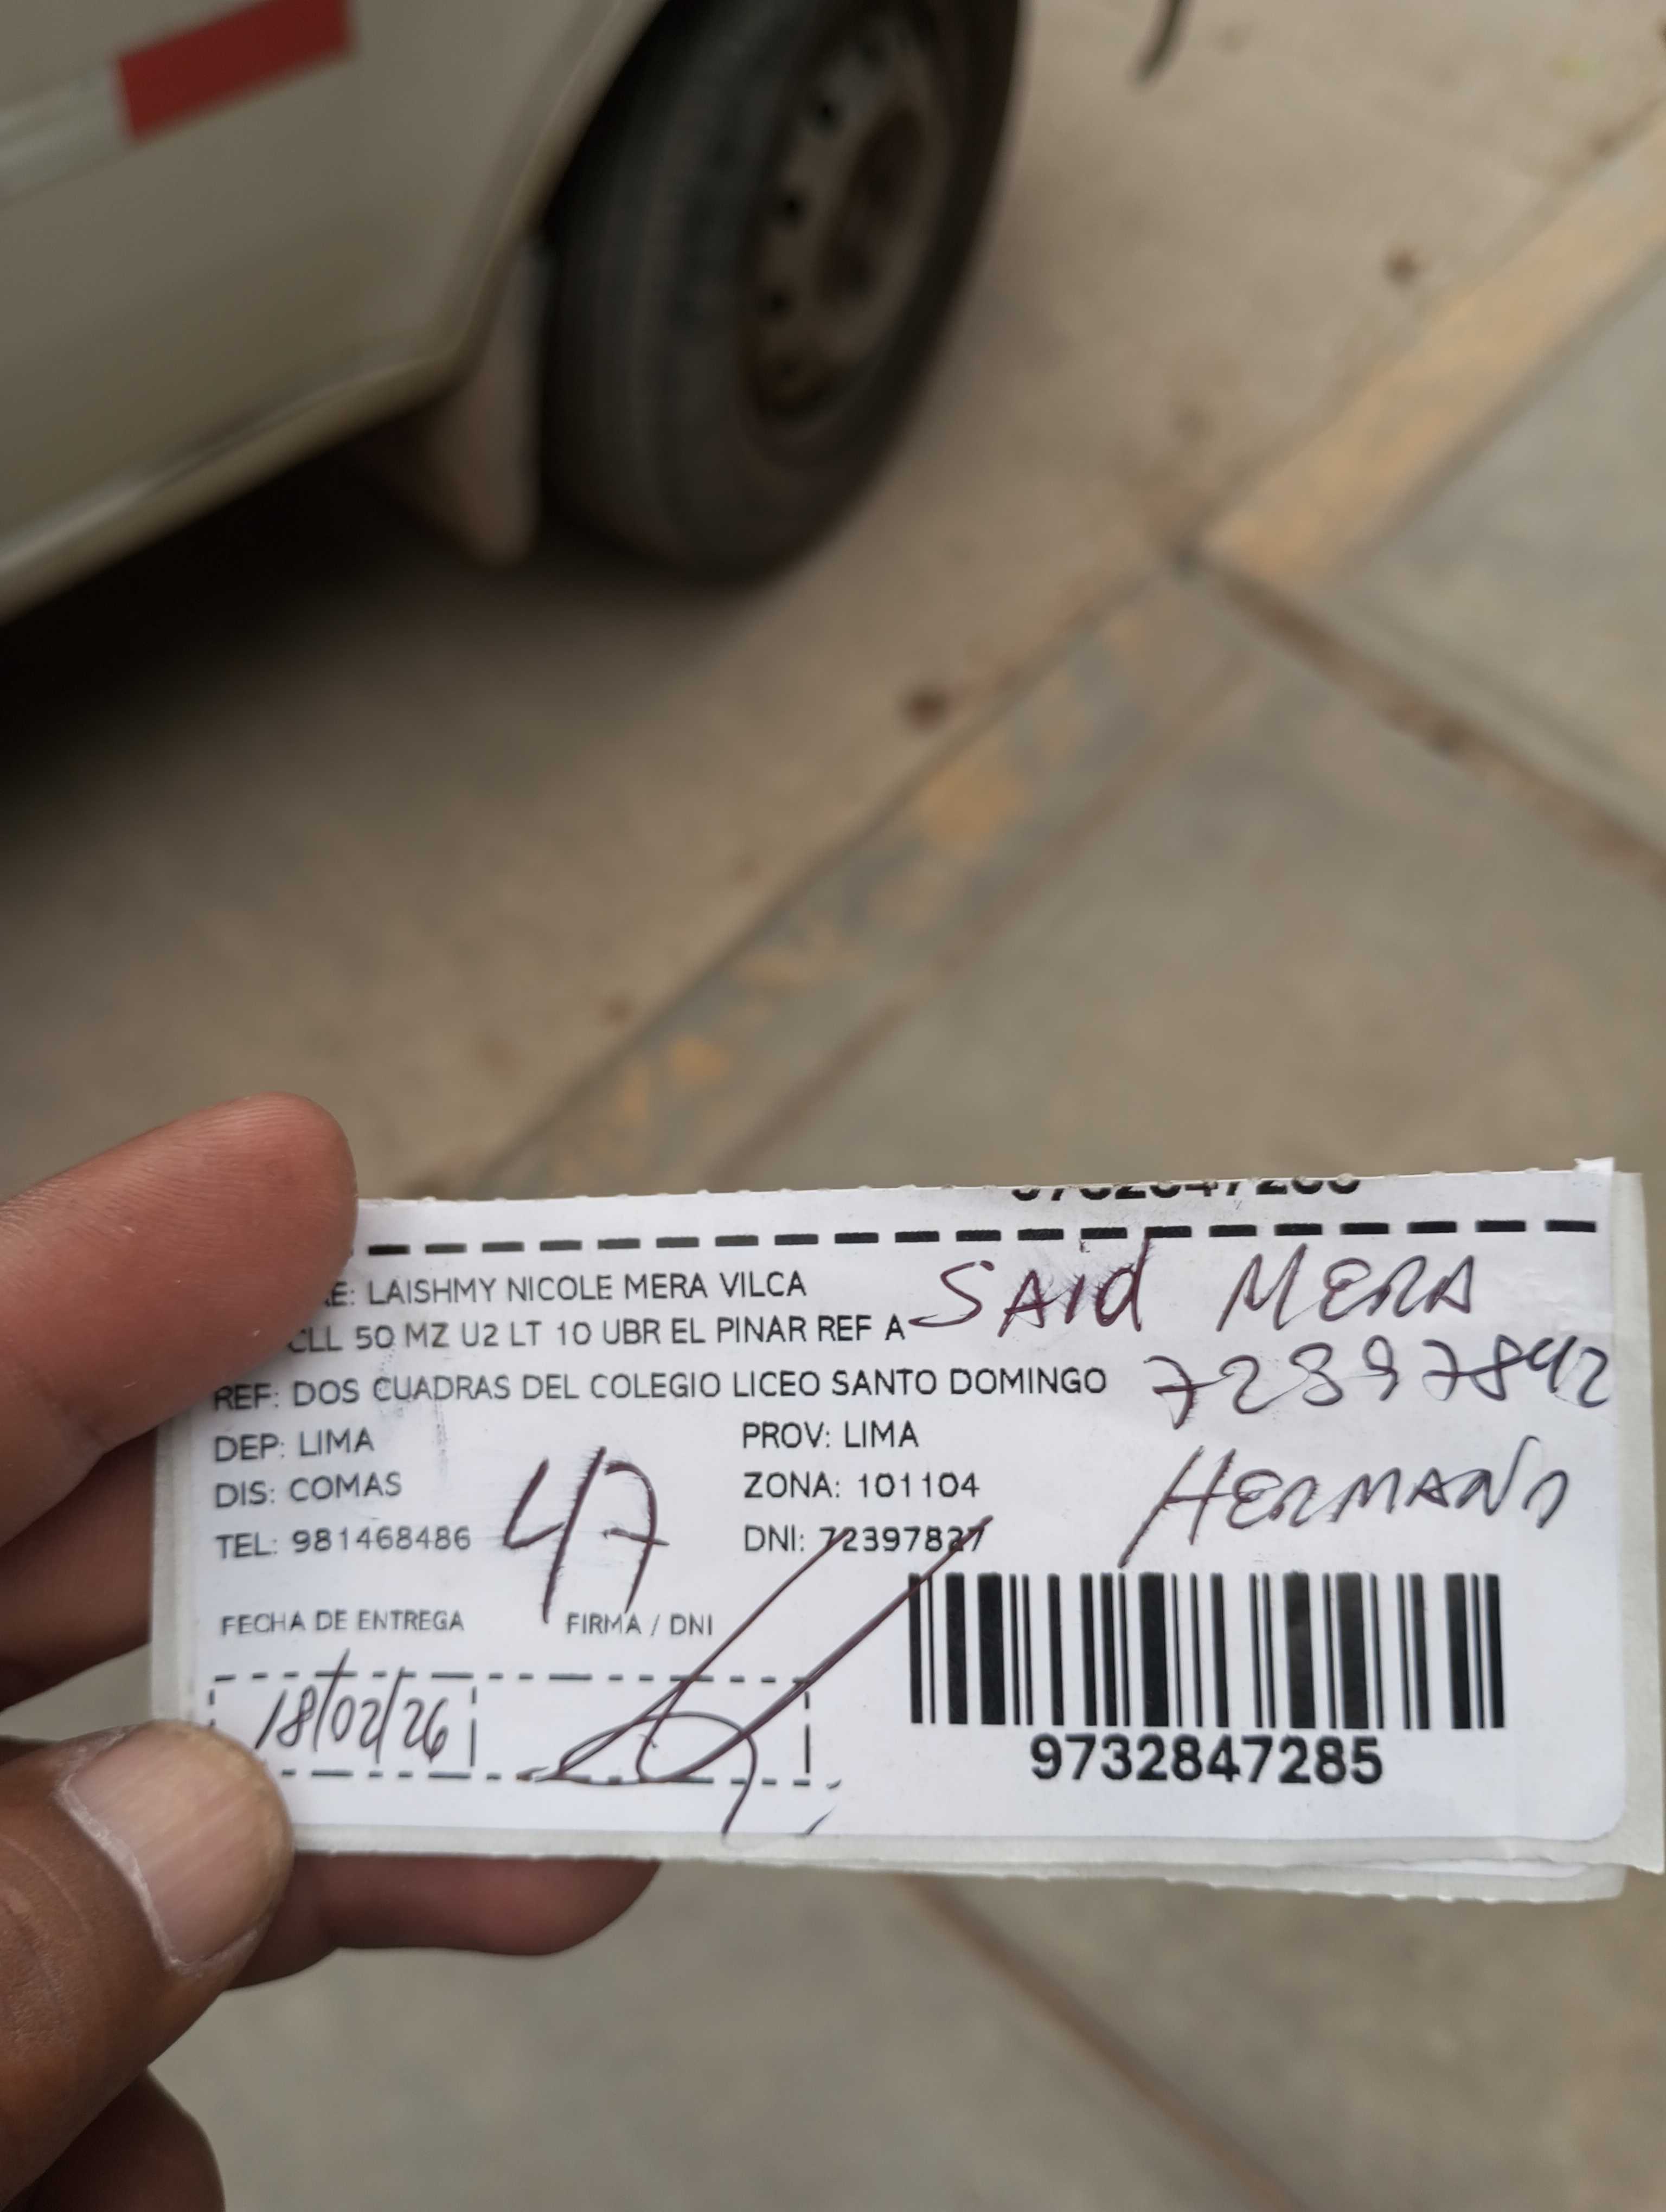 LAISHMY NICOLE MERA VILCA
SAID MERA
CLL 50 MZ U2 LT 10 UBR EL PINAR REF A
REF: DOS CUADRAS DEL COLEGIO LICEO SANTO DOMINGO
72397842
DEP: LIMA
PROV: LIMA
HERMANO
DIS: COMAS
47
ZONA: 101104
TEL: 981468486
DNI: 72397827
FECHA DE ENTREGA
FIRMA / DNI
18/02/26
9732847285